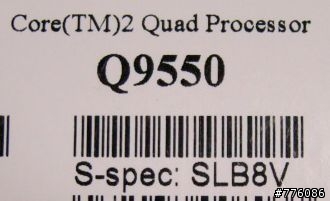 Core(TM)2 Quad Processor
Q9550
S-spec: SLB8V
#776086